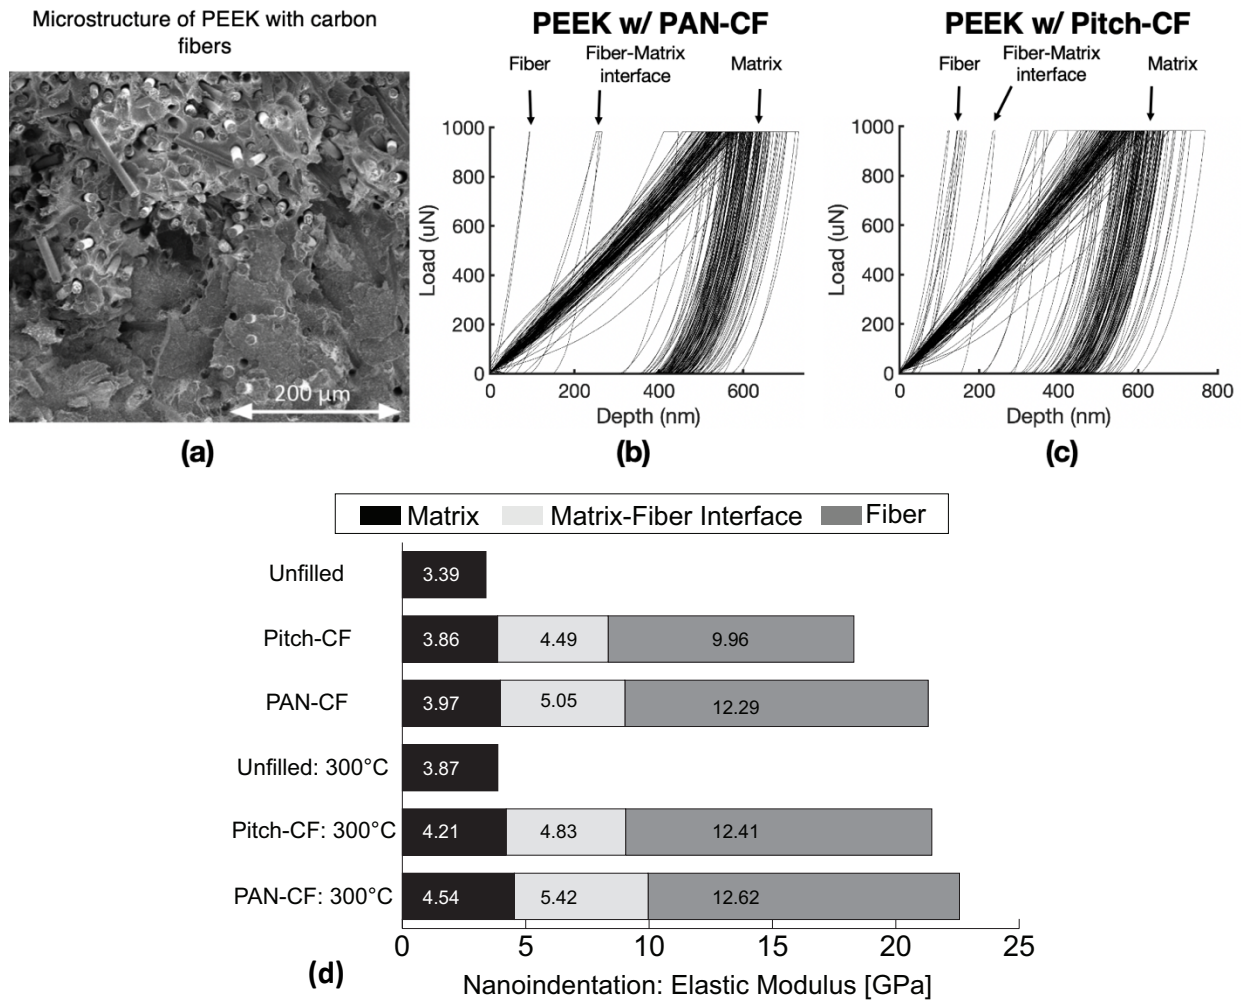 Microstructure of PEEK with carbon
fibers
200 µm
(a)
PEEK w/ PAN-CF
Fiber
Fiber-Matrix
interface
Matrix
1000
800
600
400
200
0
Load (uN)
0 200 400 600
Depth (nm)
(b)
PEEK w/ Pitch-CF
Fiber
Fiber-Matrix
interface
Matrix
1000
800
600
400
200
0
Load (uN)
0 200 400 600 800
Depth (nm)
(c)
Matrix Matrix-Fiber Interface Fiber
Unfilled 3.39
Pitch-CF 3.86 4.49 9.96
PAN-CF 3.97 5.05 12.29
Unfilled: 300°C 3.87
Pitch-CF: 300°C 4.21 4.83 12.41
PAN-CF: 300°C 4.54 5.42 12.62
0 5 10 15 20 25
(d)
Nanoindentation: Elastic Modulus [GPa]